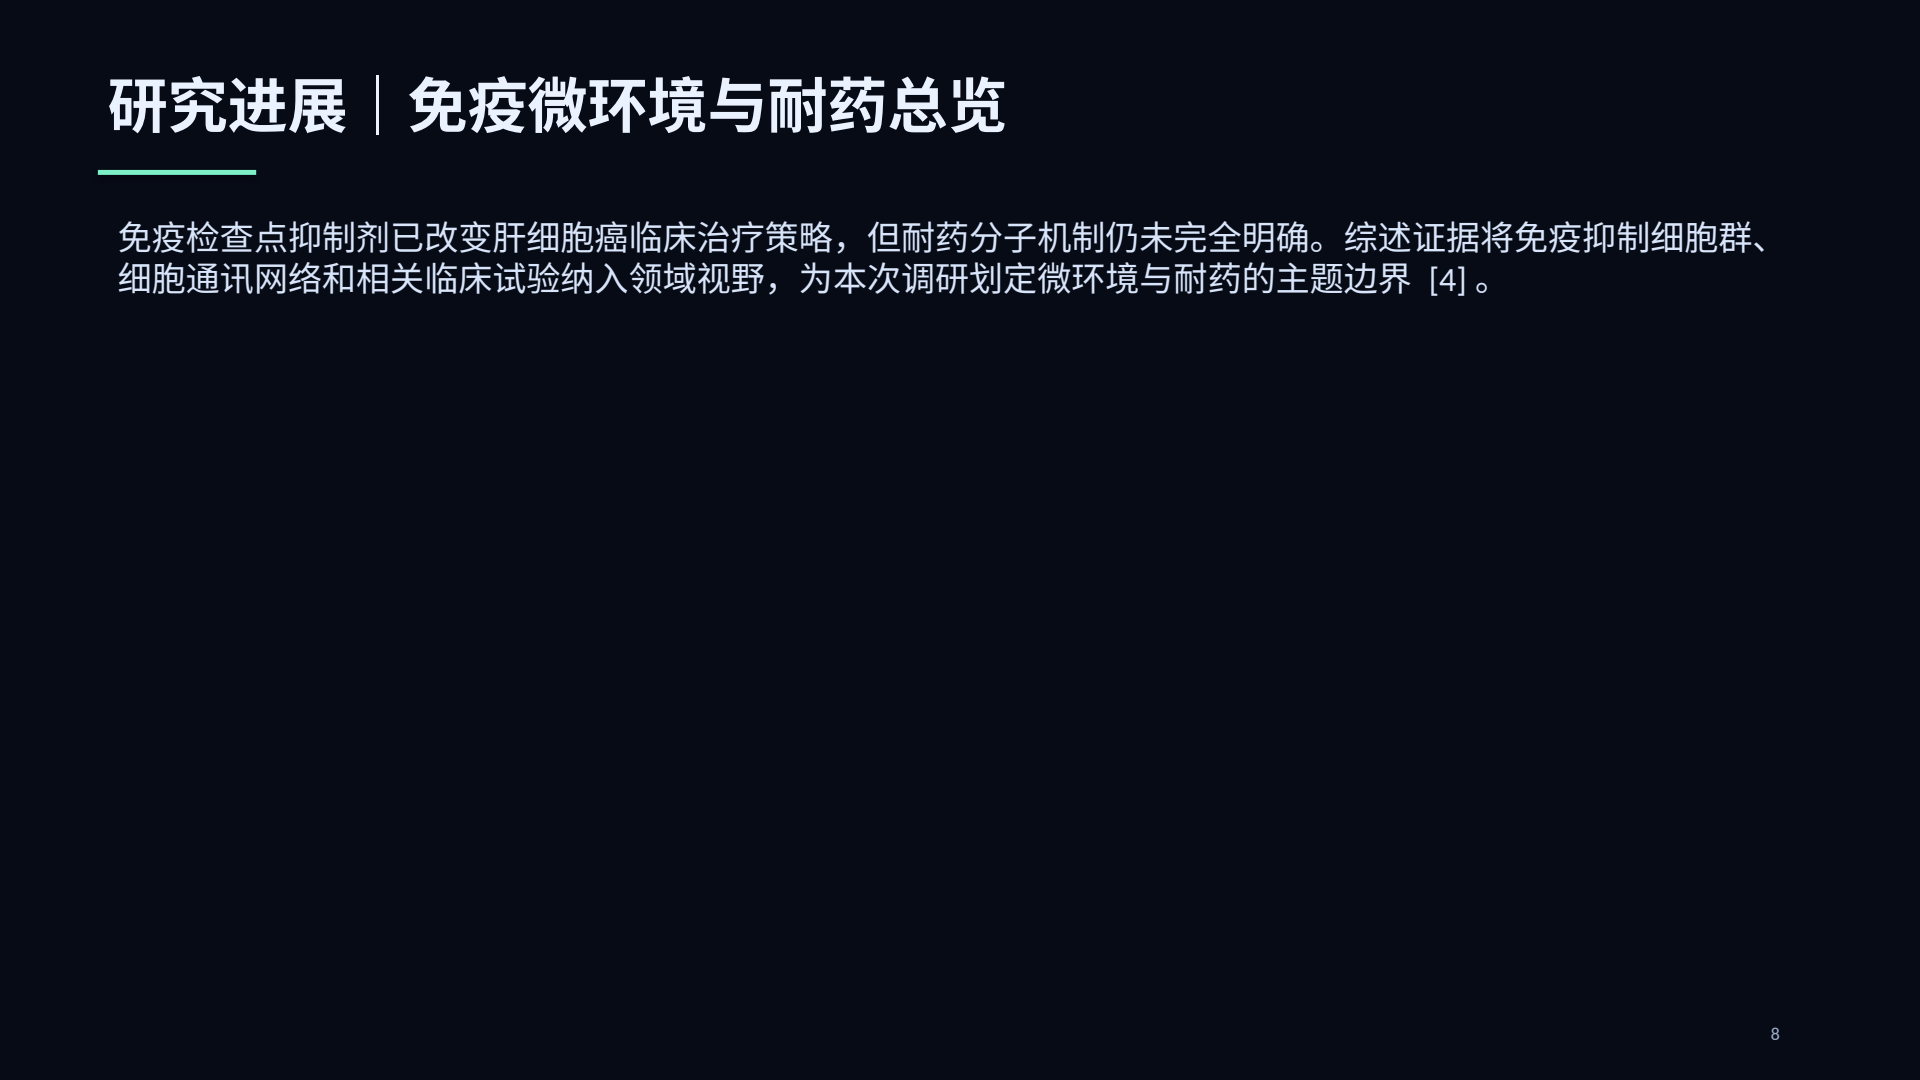 研究进展｜免疫微环境与耐药总览
免疫检查点抑制剂已改变肝细胞癌临床治疗策略，但耐药分子机制仍未完全明确。综述证据将免疫抑制细胞群、
细胞通讯网络和相关临床试验纳入领域视野，为本次调研划定微环境与耐药的主题边界 [4] 。
8